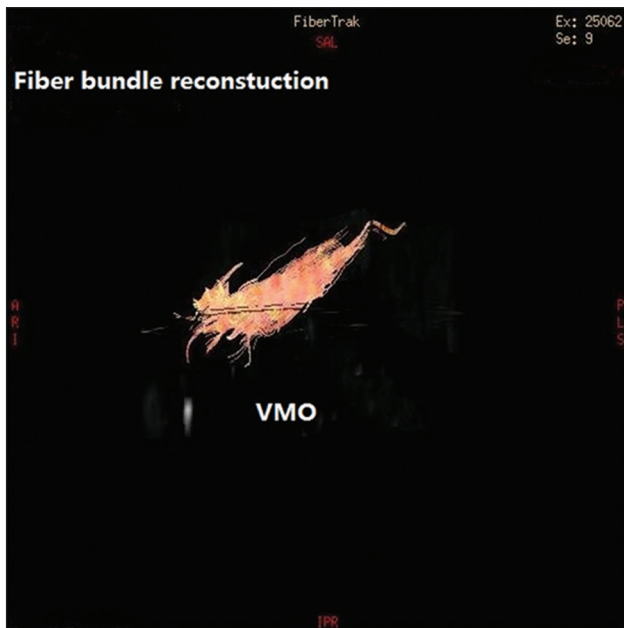 FiberTrak
Ex: 25062
SAL
Se: 9
Fiber bundle reconstuction
A
R
I
P
L
S
VMO
IPR